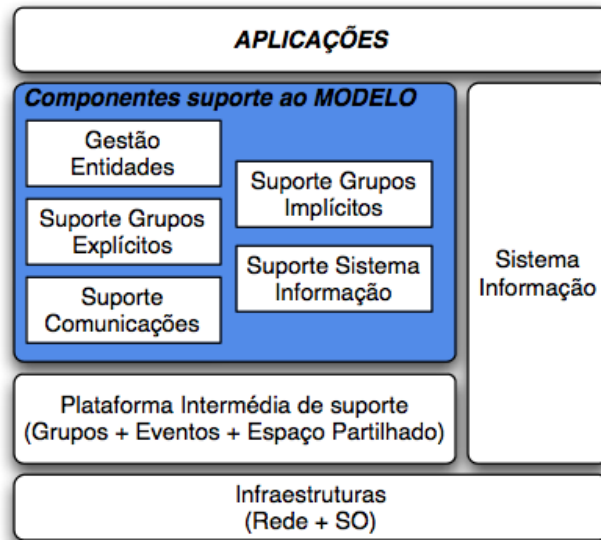 APLICAÇÕES
Componentes suporte ao MODELO
Gestão
Entidades
Suporte Grupos
Explícitos
Suporte
Comunicações
Suporte Grupos
Implícitos
Suporte Sistema
Informação
Sistema
Informação
Plataforma Intermédia de suporte
(Grupos + Eventos + Espaço Partilhado)
Infraestruturas
(Rede + SO)